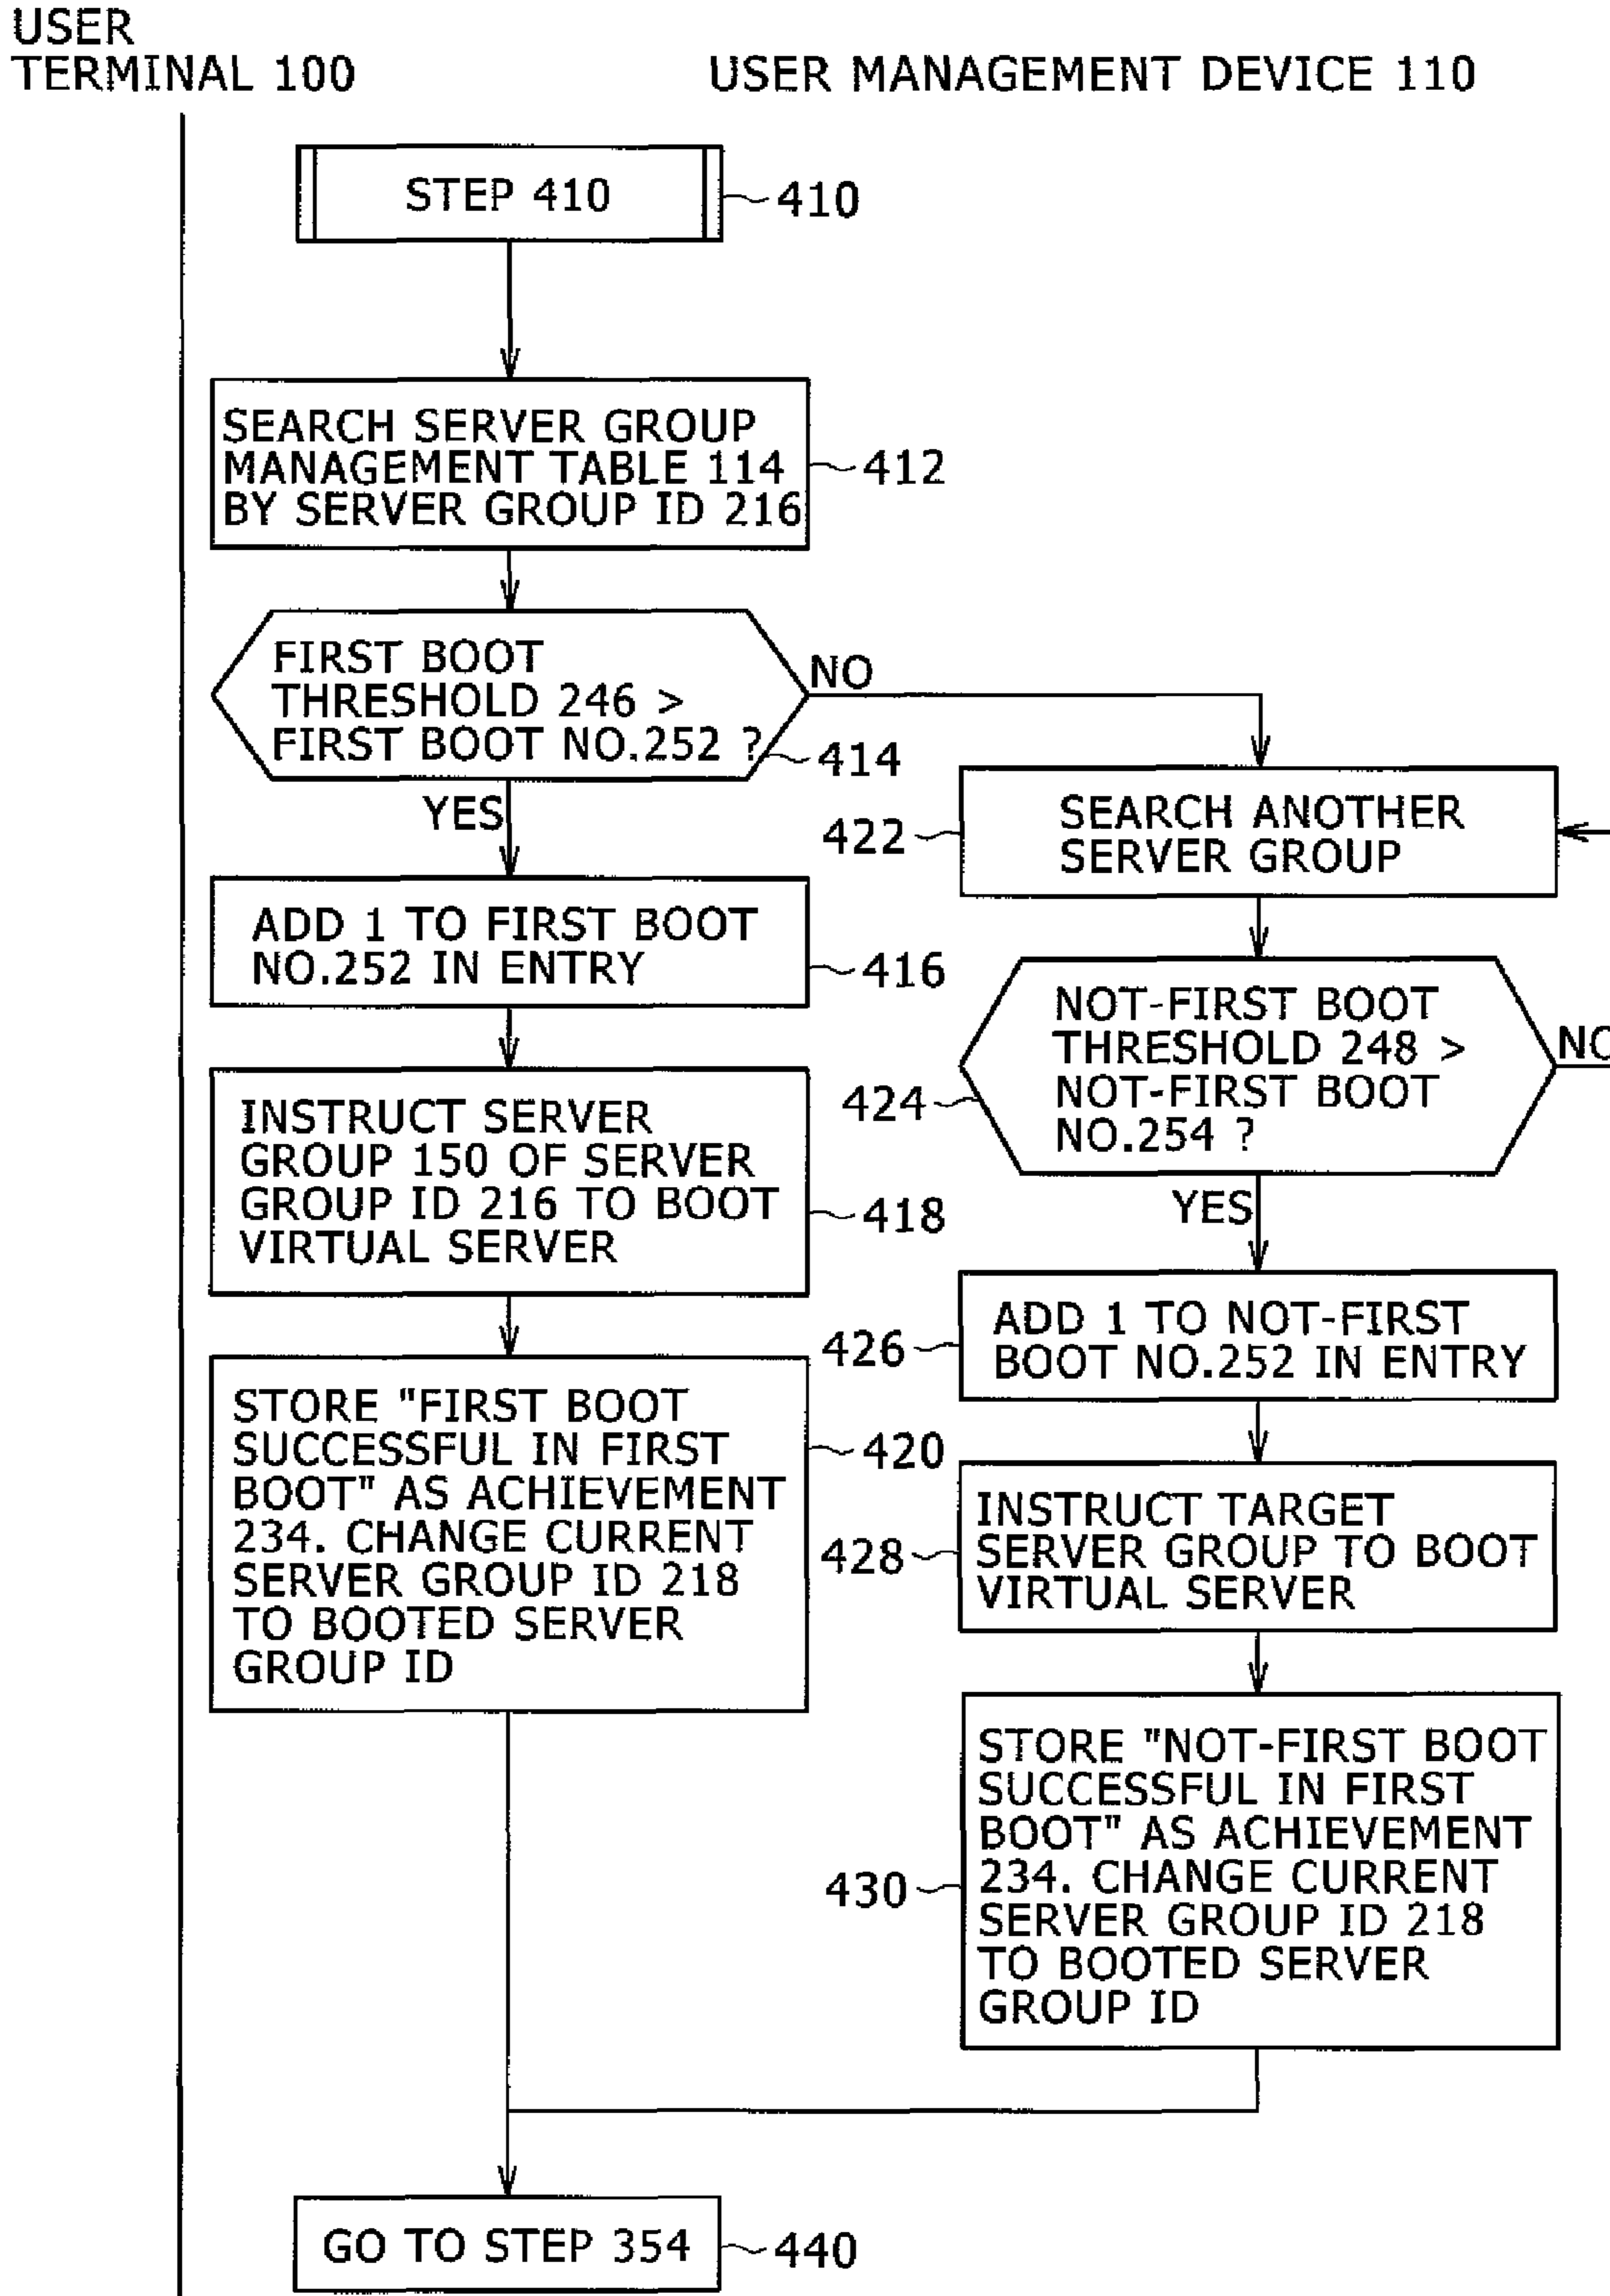 USER
TERMINAL 100
USER MANAGEMENT DEVICE 110
STEP 410
410
SEARCH SERVER GROUP
MANAGEMENT TABLE 114
BY SERVER GROUP ID 216
412
FIRST BOOT
THRESHOLD 246 >
FIRST BOOT NO.252 ?
414
NO
YES
ADD 1 TO FIRST BOOT
NO.252 IN ENTRY
416
INSTRUCT SERVER
GROUP 150 OF SERVER
GROUP ID 216 TO BOOT
VIRTUAL SERVER
418
STORE "FIRST BOOT
SUCCESSFUL IN FIRST
BOOT" AS ACHIEVEMENT
234. CHANGE CURRENT
SERVER GROUP ID 218
TO BOOTED SERVER
GROUP ID
420
SEARCH ANOTHER
SERVER GROUP
422
NOT-FIRST BOOT
THRESHOLD 248 >
NOT-FIRST BOOT
NO.254 ?
424
NO
YES
ADD 1 TO NOT-FIRST
BOOT NO.252 IN ENTRY
426
INSTRUCT TARGET
SERVER GROUP TO BOOT
VIRTUAL SERVER
428
STORE "NOT-FIRST BOOT
SUCCESSFUL IN FIRST
BOOT" AS ACHIEVEMENT
234. CHANGE CURRENT
SERVER GROUP ID 218
TO BOOTED SERVER
GROUP ID
430
GO TO STEP 354
440